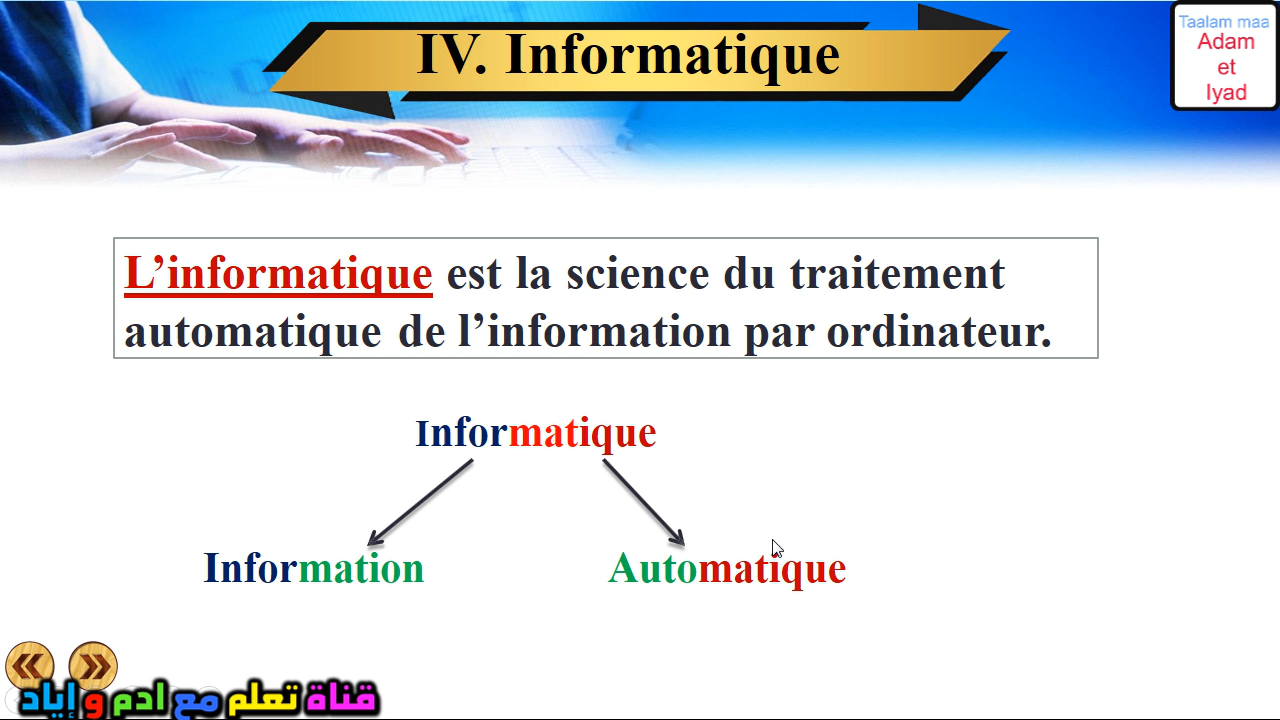 IV. Informatique
Taalam maa
Adam
et
Iyad
L’informatique est la science du traitement
automatique de l’information par ordinateur.
Informatique
Information Automatique
قناة تعلم مع ادم و إياد